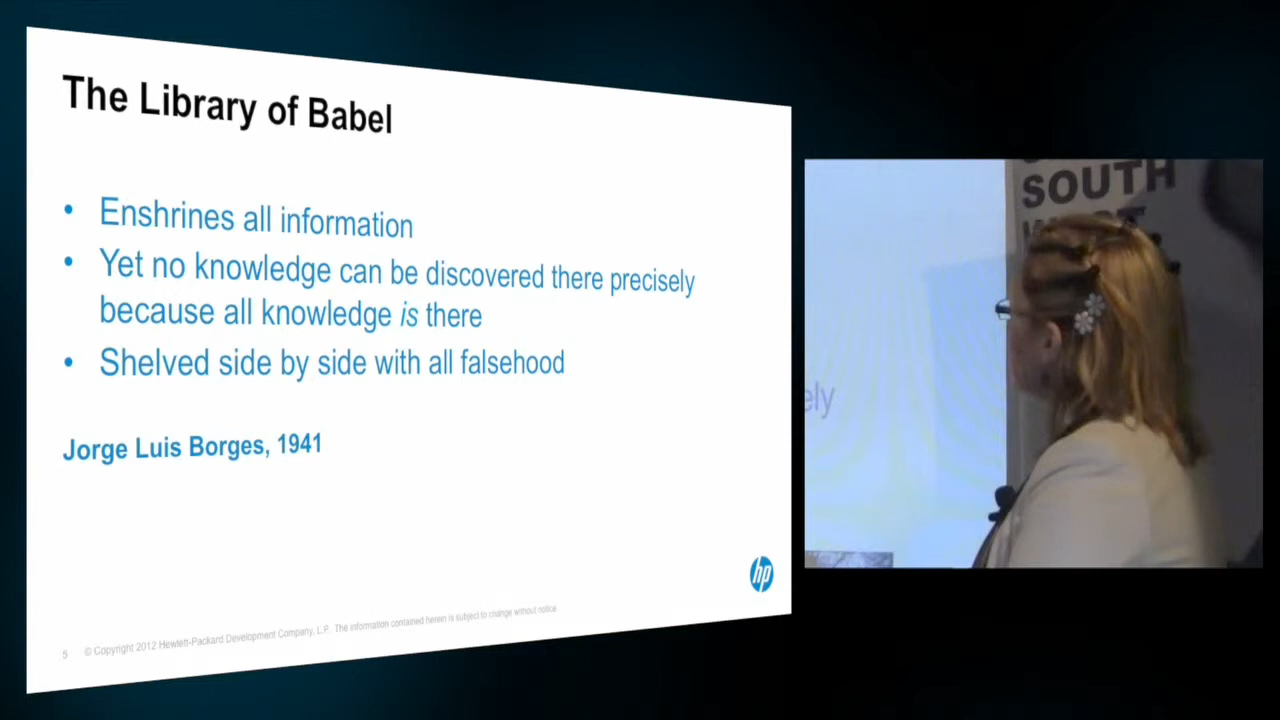 The Library of Babel
• Enshrines all information
• Yet no knowledge can be discovered there precisely
because all knowledge is there
• Shelved side by side with all falsehood
Jorge Luis Borges, 1941
hp
5 © Copyright 2012 Hewlett-Packard Development Company, L.P. The information contained herein is subject to change without notice
SOUTH
ely